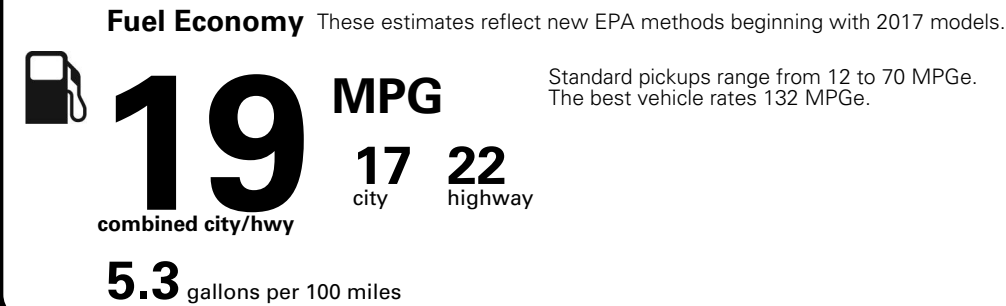 Fuel Economy These estimates reflect new EPA methods beginning with 2017 models.
19 MPG
Standard pickups range from 12 to 70 MPGe.
The best vehicle rates 132 MPGe.
17 22
city highway
combined city/hwy
5.3 gallons per 100 miles